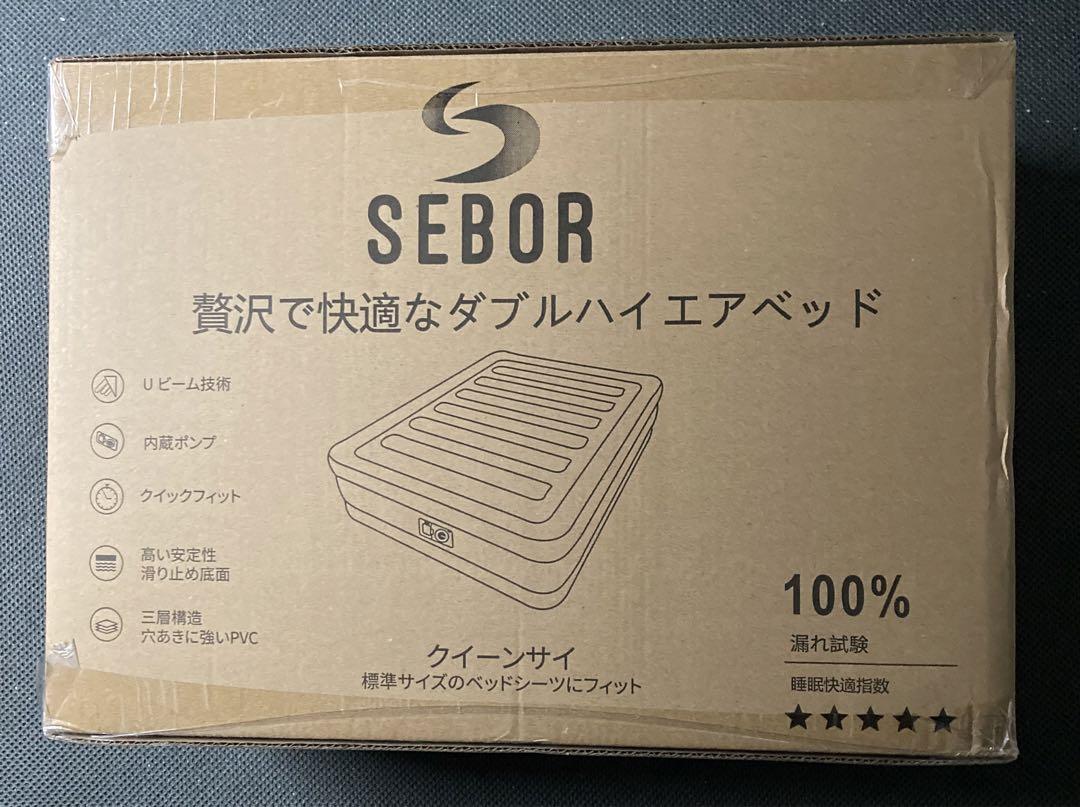 SEBOR
贅沢で快適なダブルハイエアベッド
U ビーム技術
内蔵ポンプ
クイックフィット
高い安定性
滑り止め底面
三層構造
穴あきに強いPVC
クイーンサイ
標準サイズのベッドシーツにフィット
100%
漏れ試験
睡眠快適指数
★★★★★